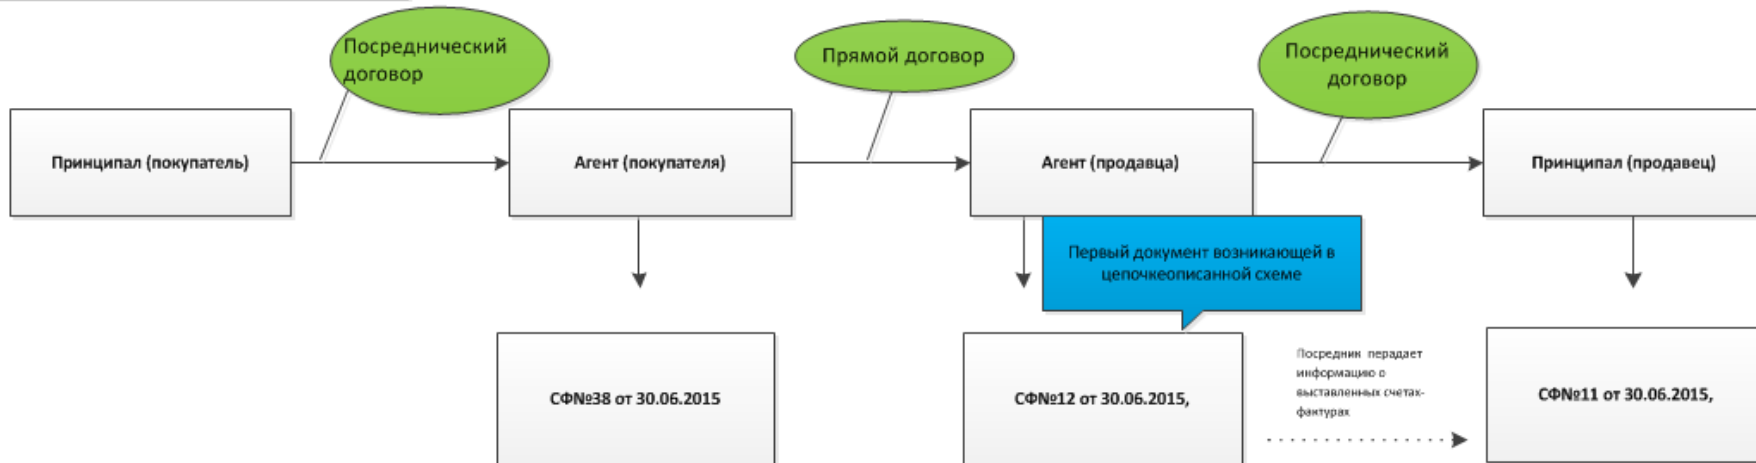 Посреднический
договор
Прямой договор
Посреднический
договор
Принципал (покупатель)
Агент (покупателя)
Агент (продавца)
Принципал (продавец)
Первый документ возникающей в
цепочкеописанной схеме
СФ№38 от 30.06.2015
СФ№12 от 30.06.2015,
Посредник перадает
информацию о
выставленных счетах-
фактурах
СФ№11 от 30.06.2015,